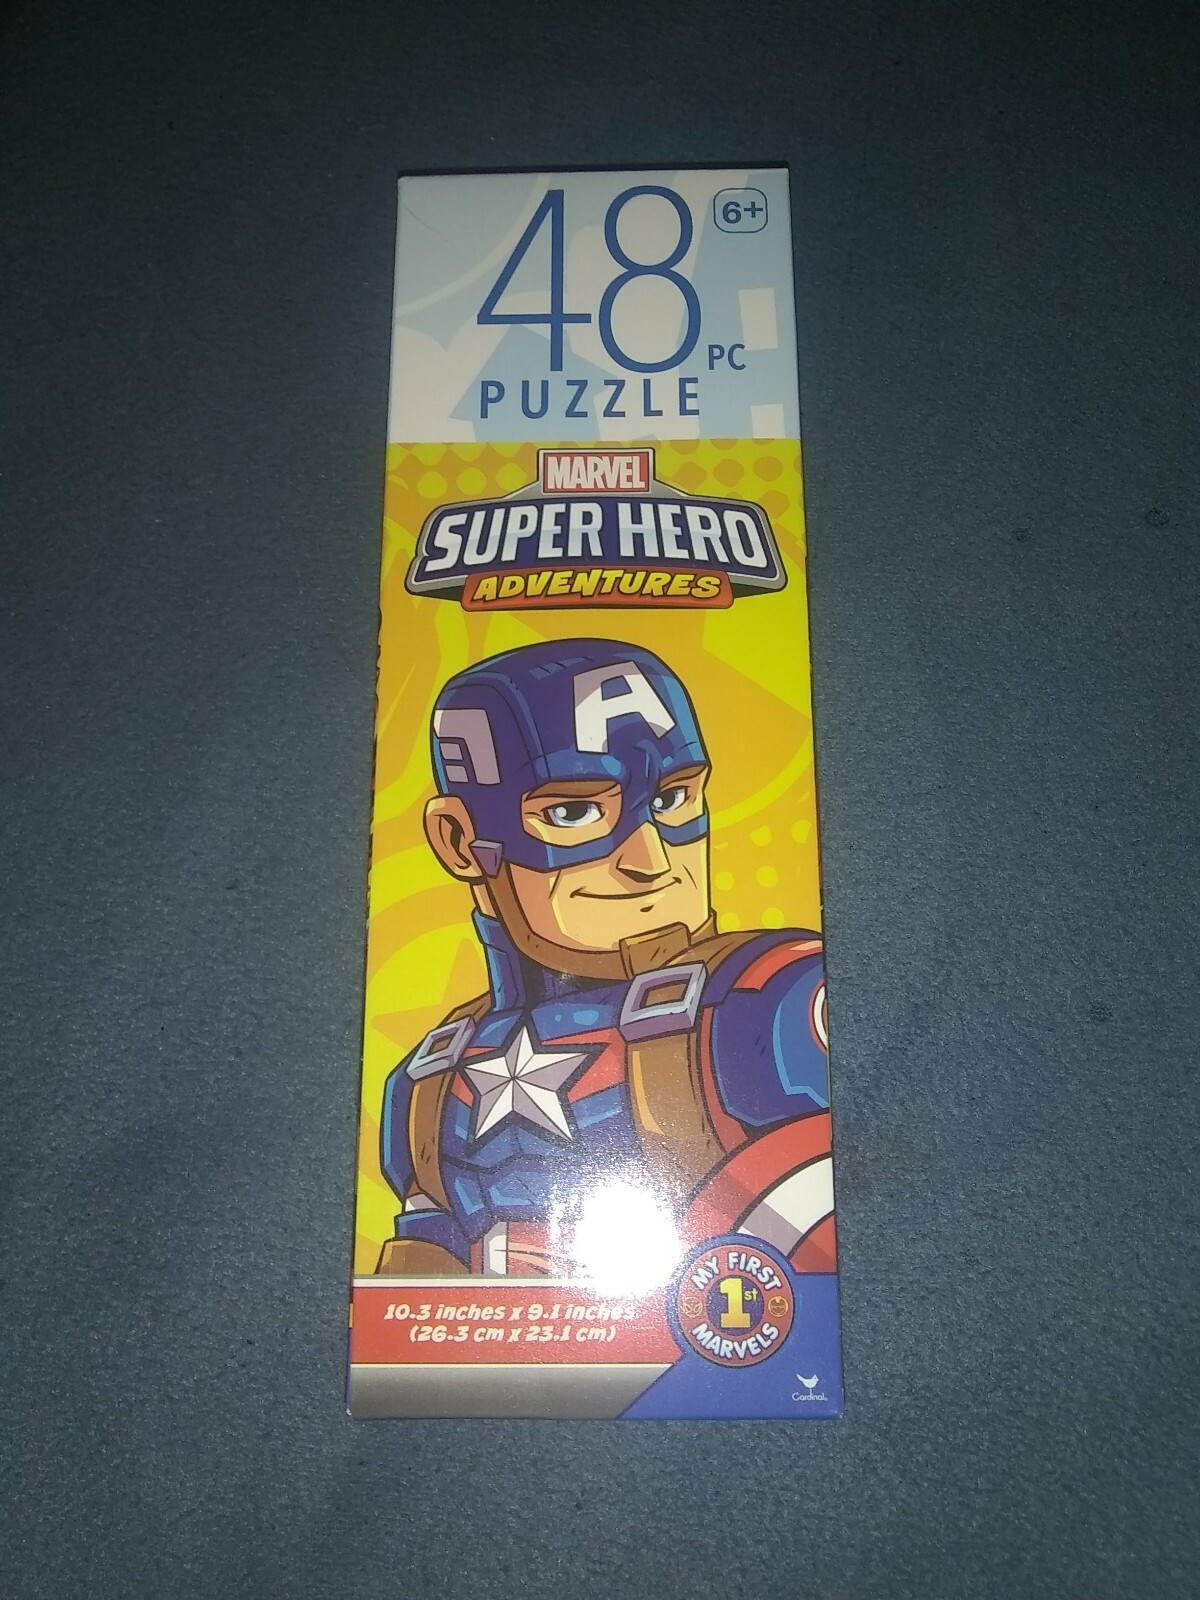 48
6+
PC
PUZZLE
MARVEL
SUPER HERO
ADVENTURES
A
10.3 inches x 9.1 inches
(26.3 cm x 23.1 cm)
MY FIRST
1st
MARVELS
Cardinal